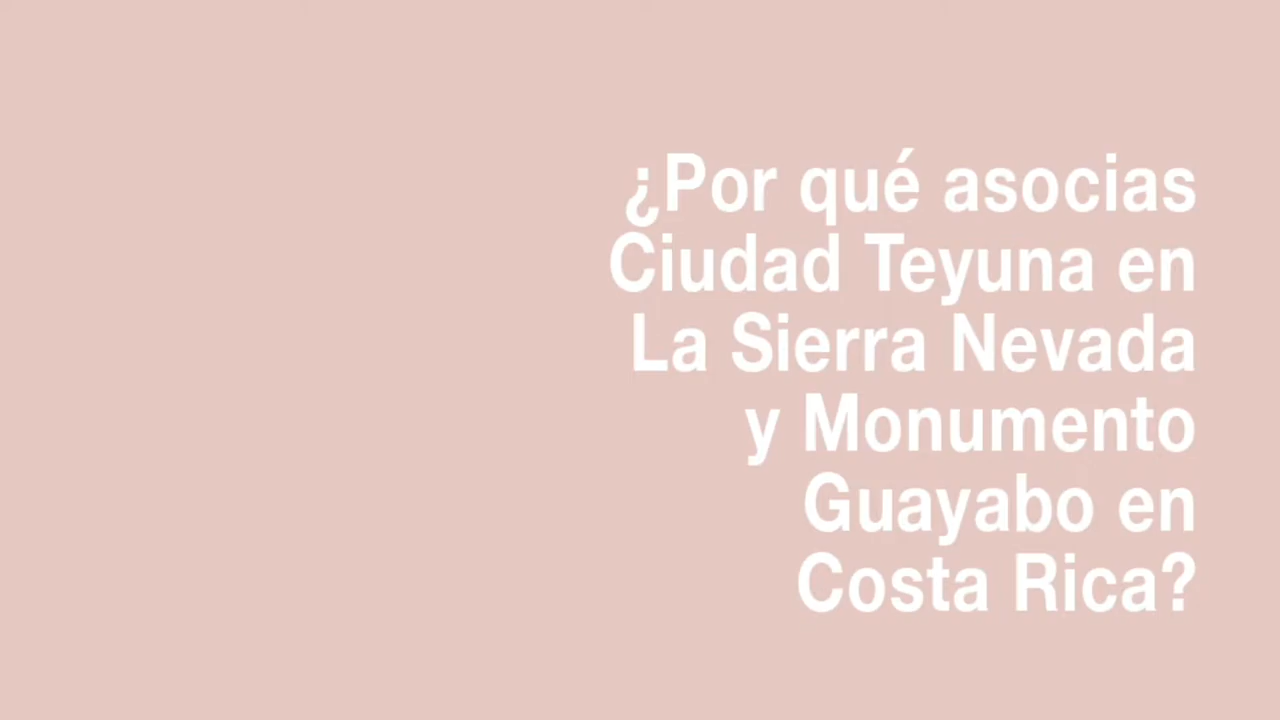 ¿Por qué asocias
Ciudad Teyuna en
La Sierra Nevada
y Monumento
Guayabo en
Costa Rica?